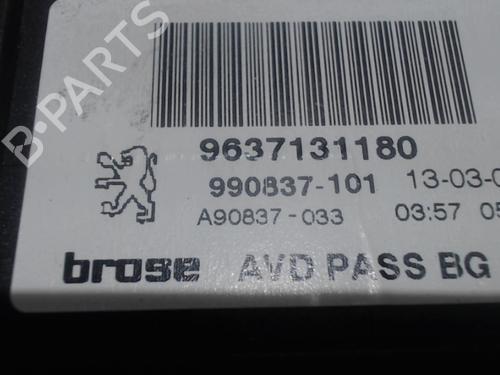 B-PARTS
9637131180
990837-101 13-03-0
A90837-033 03:57 05
brose AVD PASS BG